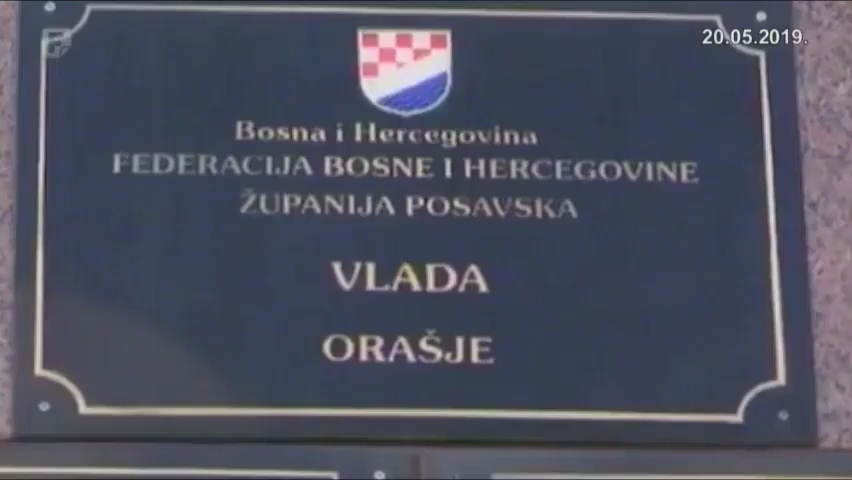 20.05.2019.
Bosna i Hercegovina
FEDERACIJA BOSNE I HERCEGOVINE
ŽUPANIJA POSAVSKA
VLADA
ORAŠJE